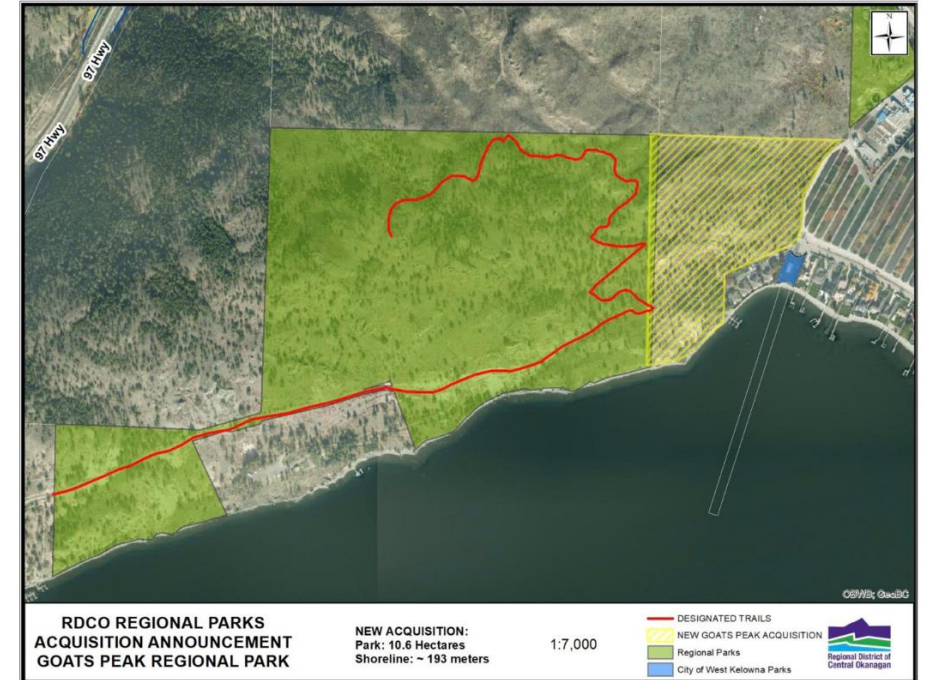 N
97 Hwy
97 Hwy
OBWB; GeoBC
RDCO REGIONAL PARKS
ACQUISITION ANNOUNCEMENT
GOATS PEAK REGIONAL PARK
NEW ACQUISITION:
Park: 10.6 Hectares
Shoreline: ~ 193 meters
1:7,000
DESIGNATED TRAILS
NEW GOATS PEAK ACQUISITION
Regional Parks
City of West Kelowna Parks
Regional District of
Central Okanagan